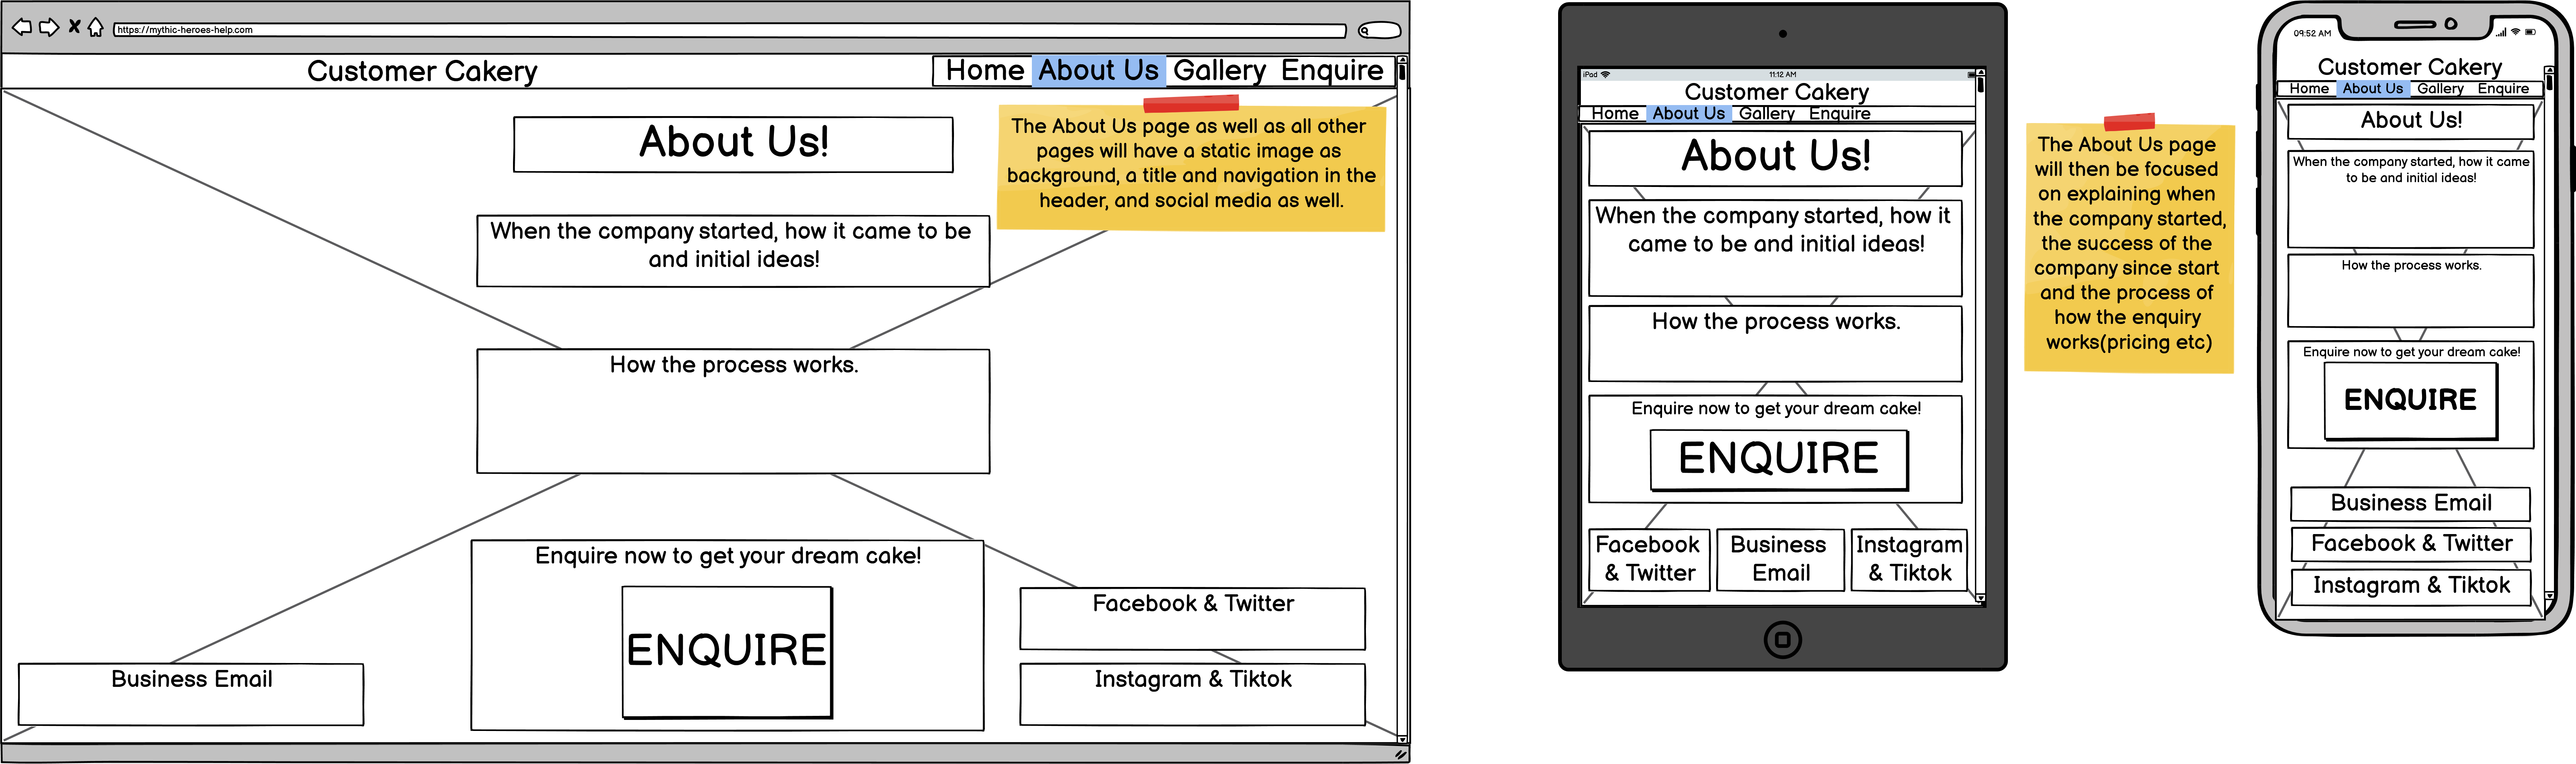 https://mythic-heroes-help.com
Customer Cakery
Home About Us Gallery Enquire
About Us!
The About Us page as well as all other
pages will have a static image as
background, a title and navigation in the
header, and social media as well.
When the company started, how it came to be
and initial ideas!
How the process works.
Enquire now to get your dream cake!
ENQUIRE
Business Email
Facebook & Twitter
Instagram & Tiktok
iPad
11:12 AM
Customer Cakery
Home About Us Gallery Enquire
About Us!
When the company started, how it
came to be and initial ideas!
How the process works.
Enquire now to get your dream cake!
ENQUIRE
Facebook
& Twitter
Business
Email
Instagram
& Tiktok
The About Us page
will then be focused
on explaining when
the company started,
the success of the
company since start
and the process of
how the enquiry
works(pricing etc)
09:52 AM
Customer Cakery
Home About Us Gallery Enquire
About Us!
When the company started, how it came
to be and initial ideas!
How the process works.
Enquire now to get your dream cake!
ENQUIRE
Business Email
Facebook & Twitter
Instagram & Tiktok